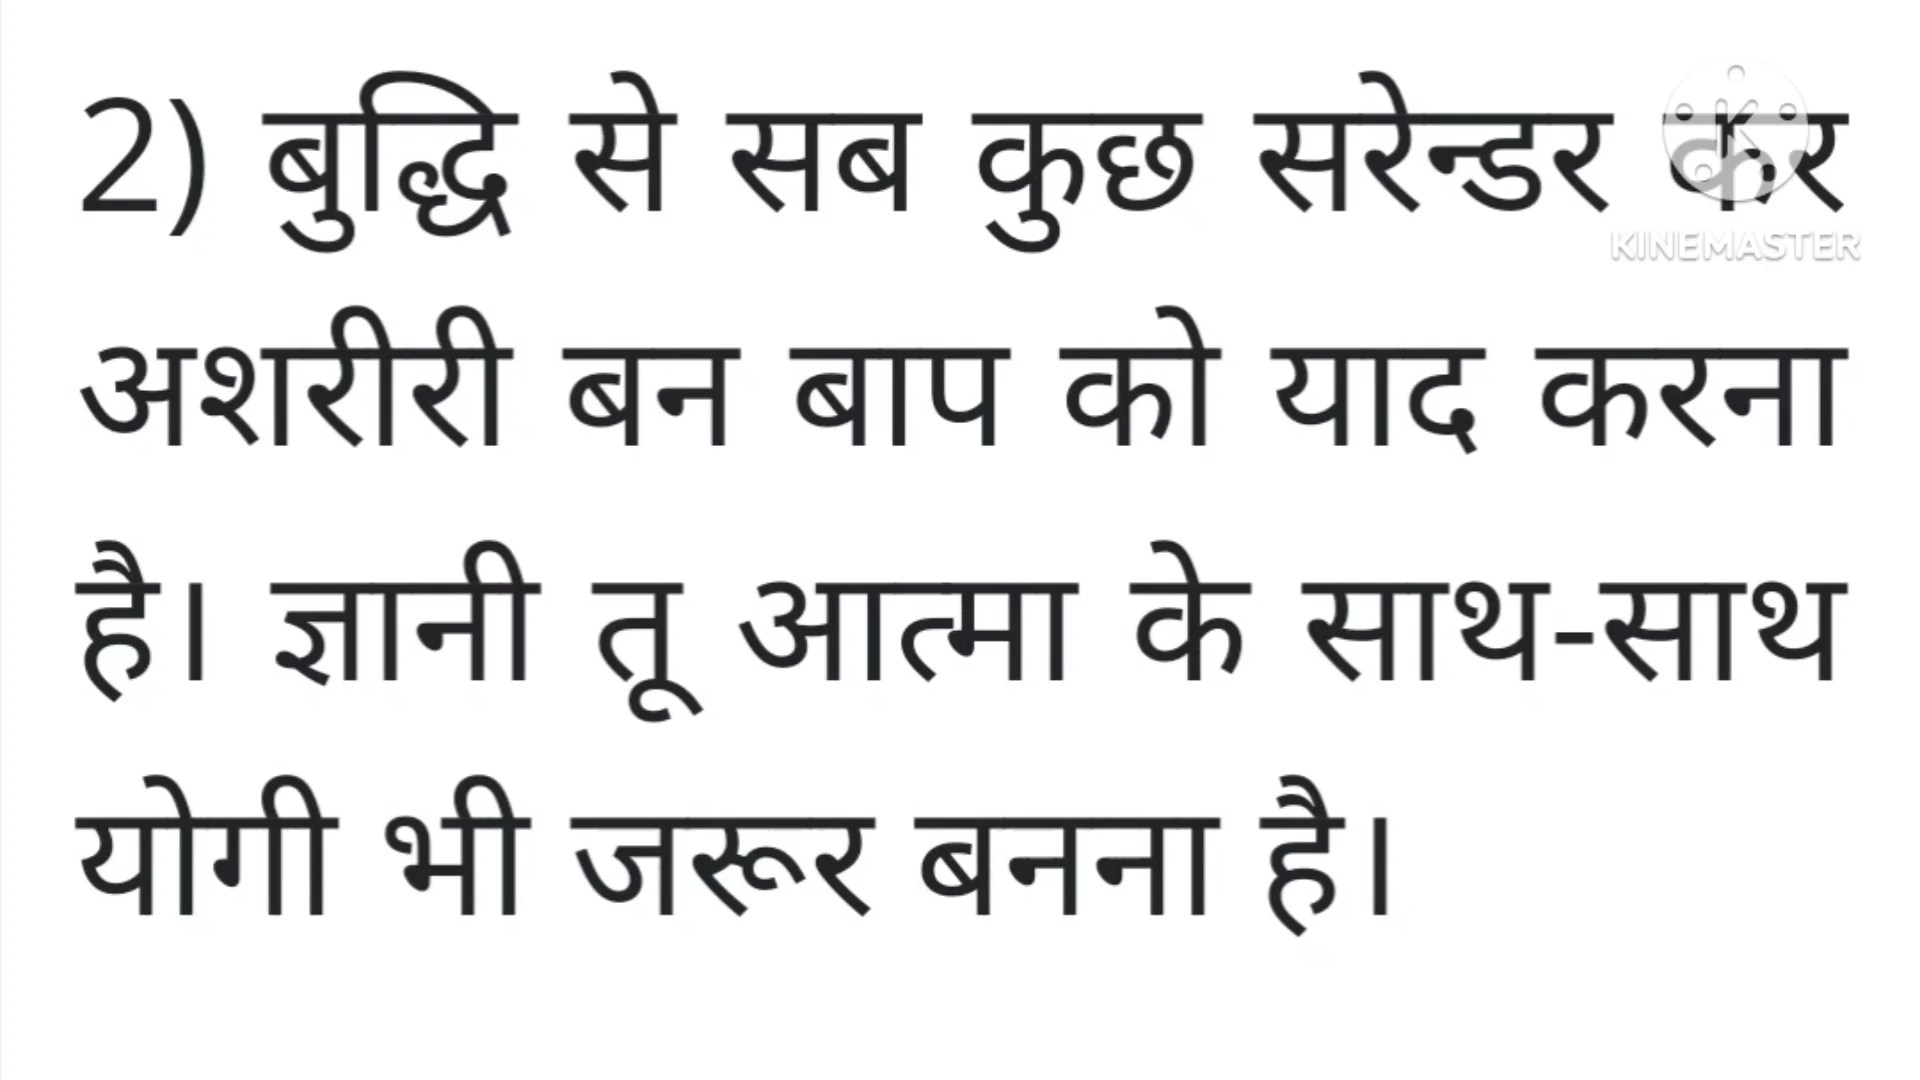 2) बुद्धि से सब कुछ सरेन्डर कर
KINEMASTER
अशरीरी बन बाप को याद करना
है। ज्ञानी तू आत्मा के साथ-साथ
योगी भी जरूर बनना है।